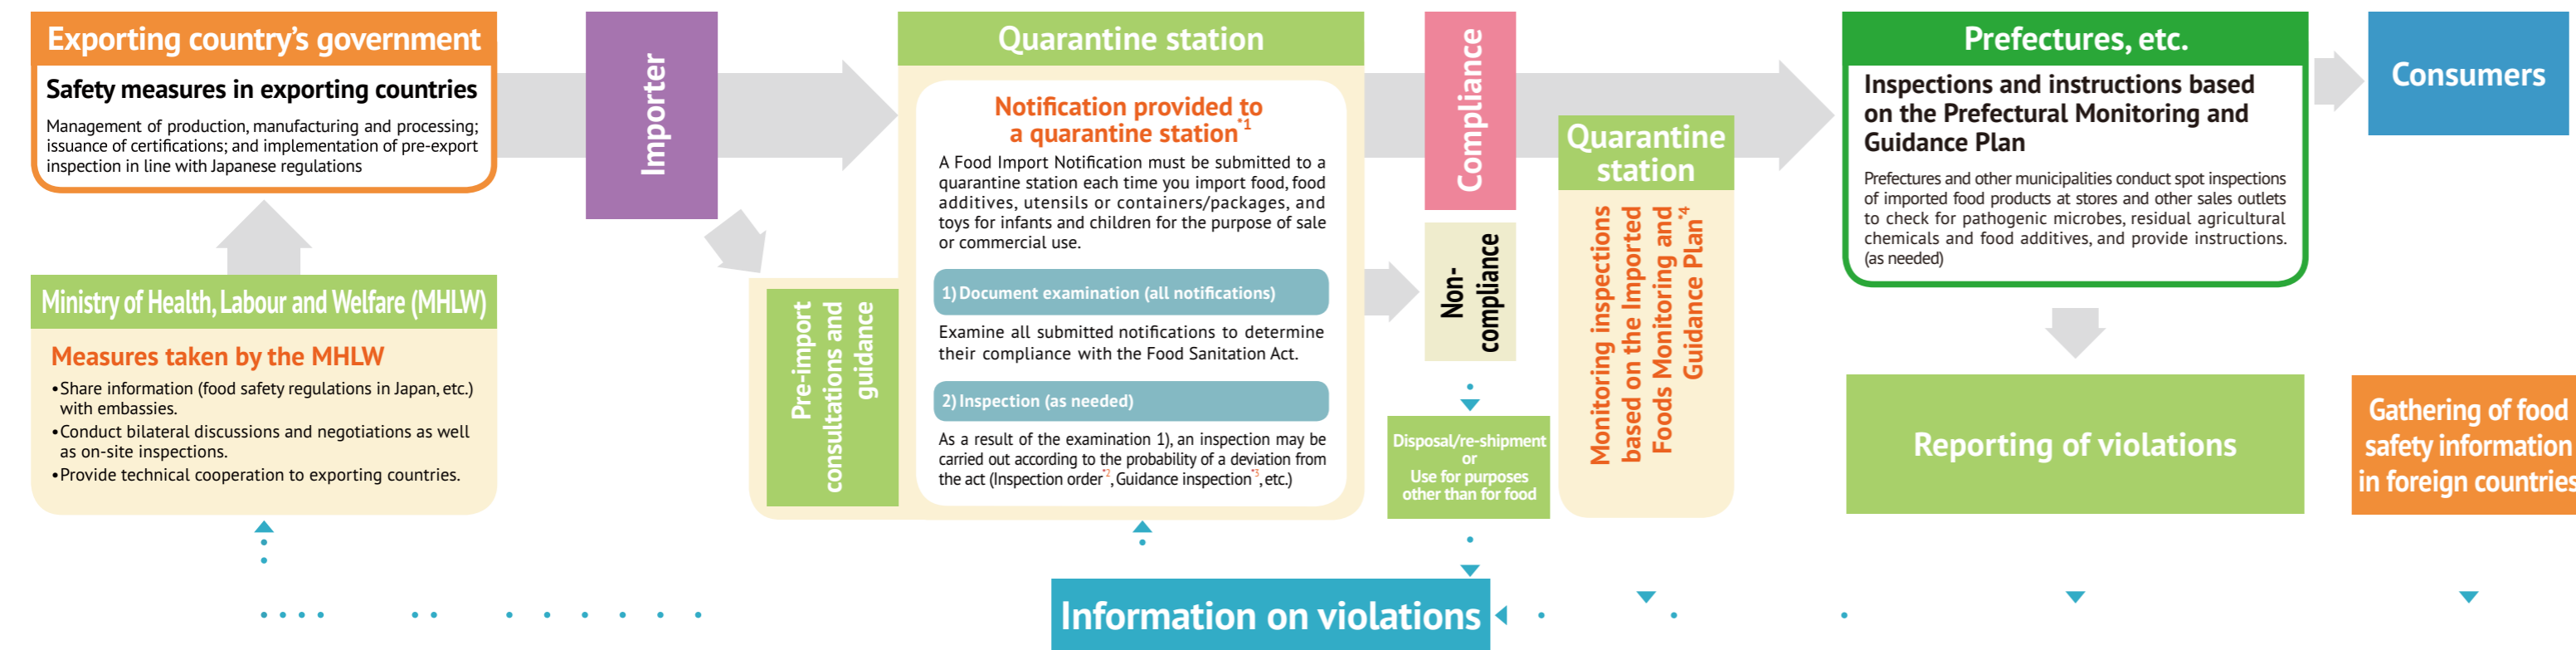 Exporting country's government
Safety measures in exporting countries
Management of production, manufacturing and processing;
issuance of certifications; and implementation of pre-export
inspection in line with Japanese regulations
Ministry of Health, Labour and Welfare (MHLW)
Measures taken by the MHLW
•Share information (food safety regulations in Japan, etc.)
with embassies.
•Conduct bilateral discussions and negotiations as well
as on-site inspections.
•Provide technical cooperation to exporting countries.
Importer
Pre-import
consultations and
guidance
Quarantine station
Notification provided to
a quarantine station*1
A Food Import Notification must be submitted to a
quarantine station each time you import food, food
additives, utensils or containers/packages, and
toys for infants and children for the purpose of sale
or commercial use.
1) Document examination (all notifications)
Examine all submitted notifications to determine
their compliance with the Food Sanitation Act.
2) Inspection (as needed)
As a result of the examination 1), an inspection may be
carried out according to the probability of a deviation from
the act (Inspection order*2, Guidance inspection*3, etc.)
Compliance
Non-
compliance
Disposal/re-shipment
or
Use for purposes
other than for food
Quarantine
station
Monitoring inspections
based on the Imported
Foods Monitoring and
Guidance Plan*4
Prefectures, etc.
Inspections and instructions based
on the Prefectural Monitoring and
Guidance Plan
Prefectures and other municipalities conduct spot inspections
of imported food products at stores and other sales outlets
to check for pathogenic microbes, residual agricultural
chemicals and food additives, and provide instructions.
(as needed)
Reporting of violations
Consumers
Gathering of food
safety information
in foreign countries
Information on violations